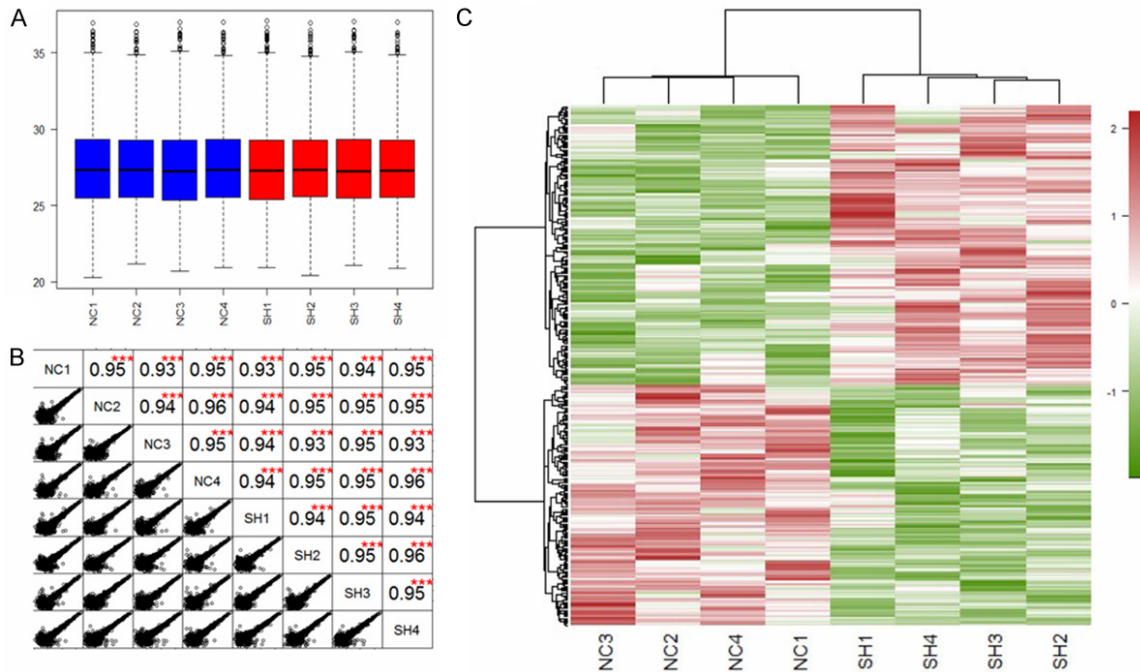 A
35
30
25
20
NC1 NC2 NC3 NC4 SH1 SH2 SH3 SH4
B
NC1 0.95*** 0.93*** 0.95*** 0.93*** 0.95*** 0.94*** 0.95***
NC2 0.94*** 0.96*** 0.94*** 0.95*** 0.95*** 0.95***
NC3 0.95*** 0.94*** 0.93*** 0.95*** 0.93***
NC4 0.94*** 0.95*** 0.95*** 0.96***
SH1 0.94*** 0.95*** 0.94***
SH2 0.95*** 0.96***
SH3 0.95***
SH4
C
2
1
0
-1
NC3 NC2 NC4 NC1 SH1 SH4 SH3 SH2